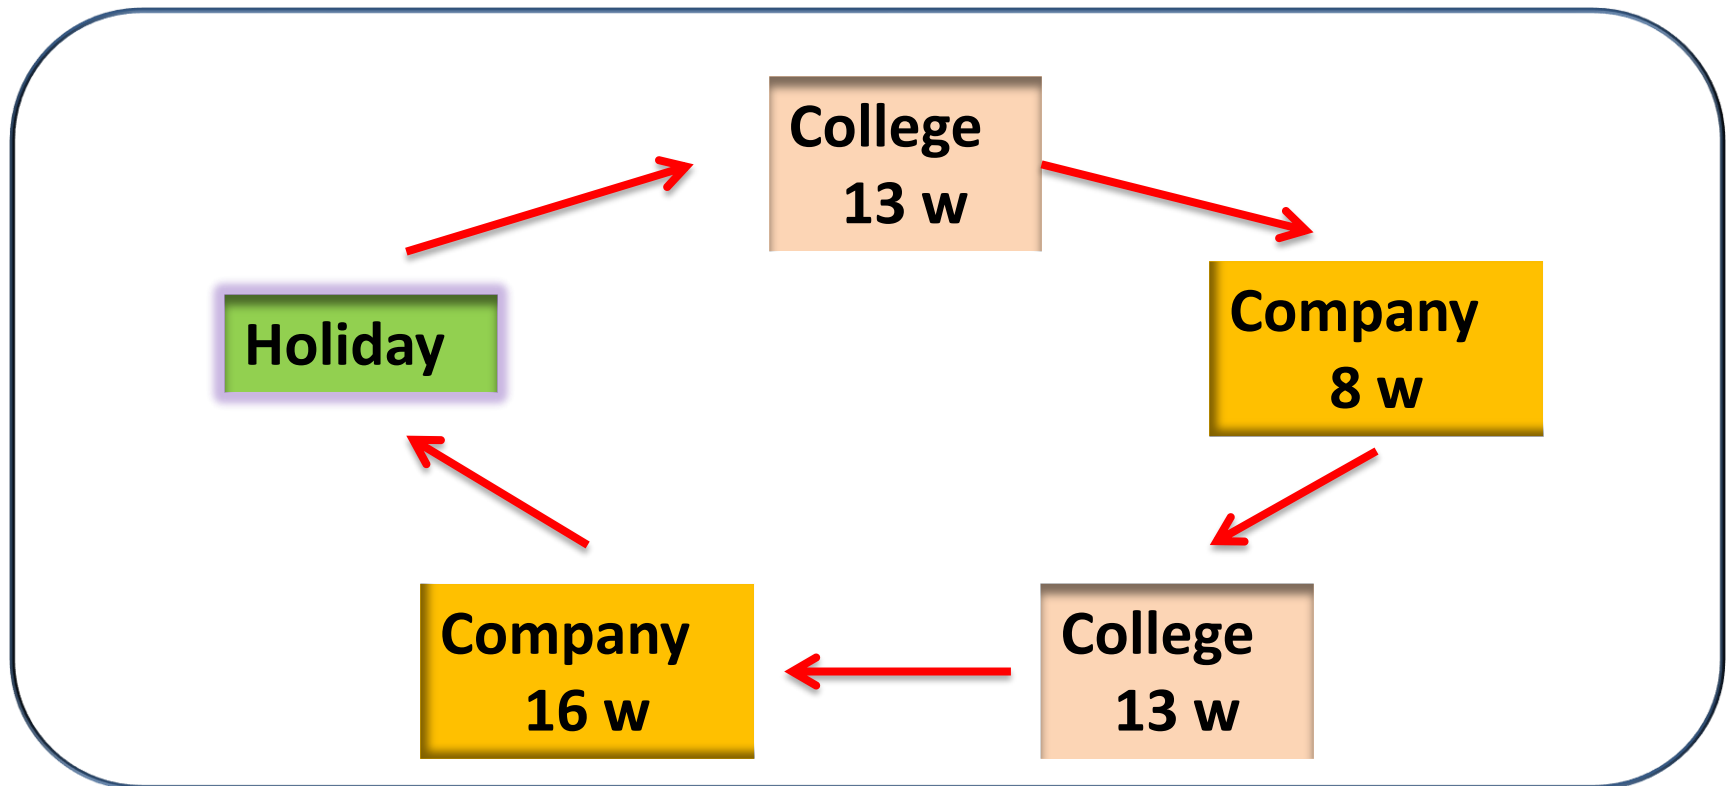 College
13 w
Company
8 w
College
13 w
Company
16 w
Holiday